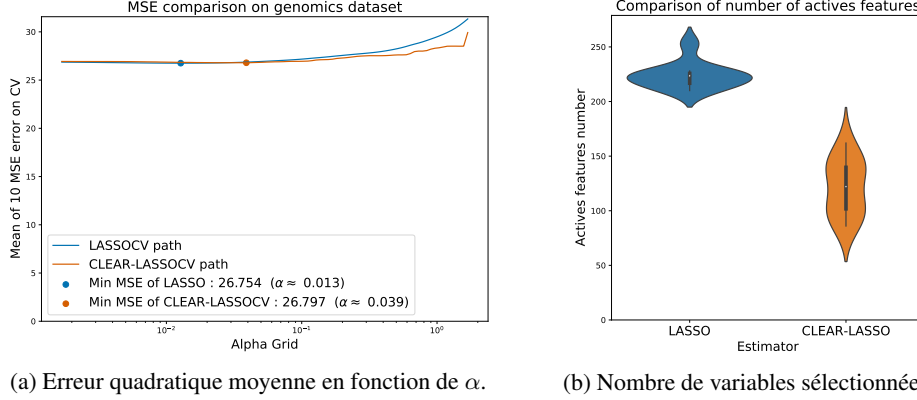 MSE comparison on genomics dataset
Mean of 10 MSE error on CV
30
25
20
15
10
5
0
LASSOCV path
CLEAR-LASSOCV path
Min MSE of LASSO : 26.754 (α≈ 0.013)
Min MSE of CLEAR-LASSOCV : 26.797 (α≈ 0.039)
10⁻²
10⁻¹
10⁰
Alpha Grid
(a) Erreur quadratique moyenne en fonction de α.
Comparison of number of actives features
Actives features number
250
200
150
100
50
0
LASSO
CLEAR-LASSO
Estimator
(b) Nombre de variables sélectionnée